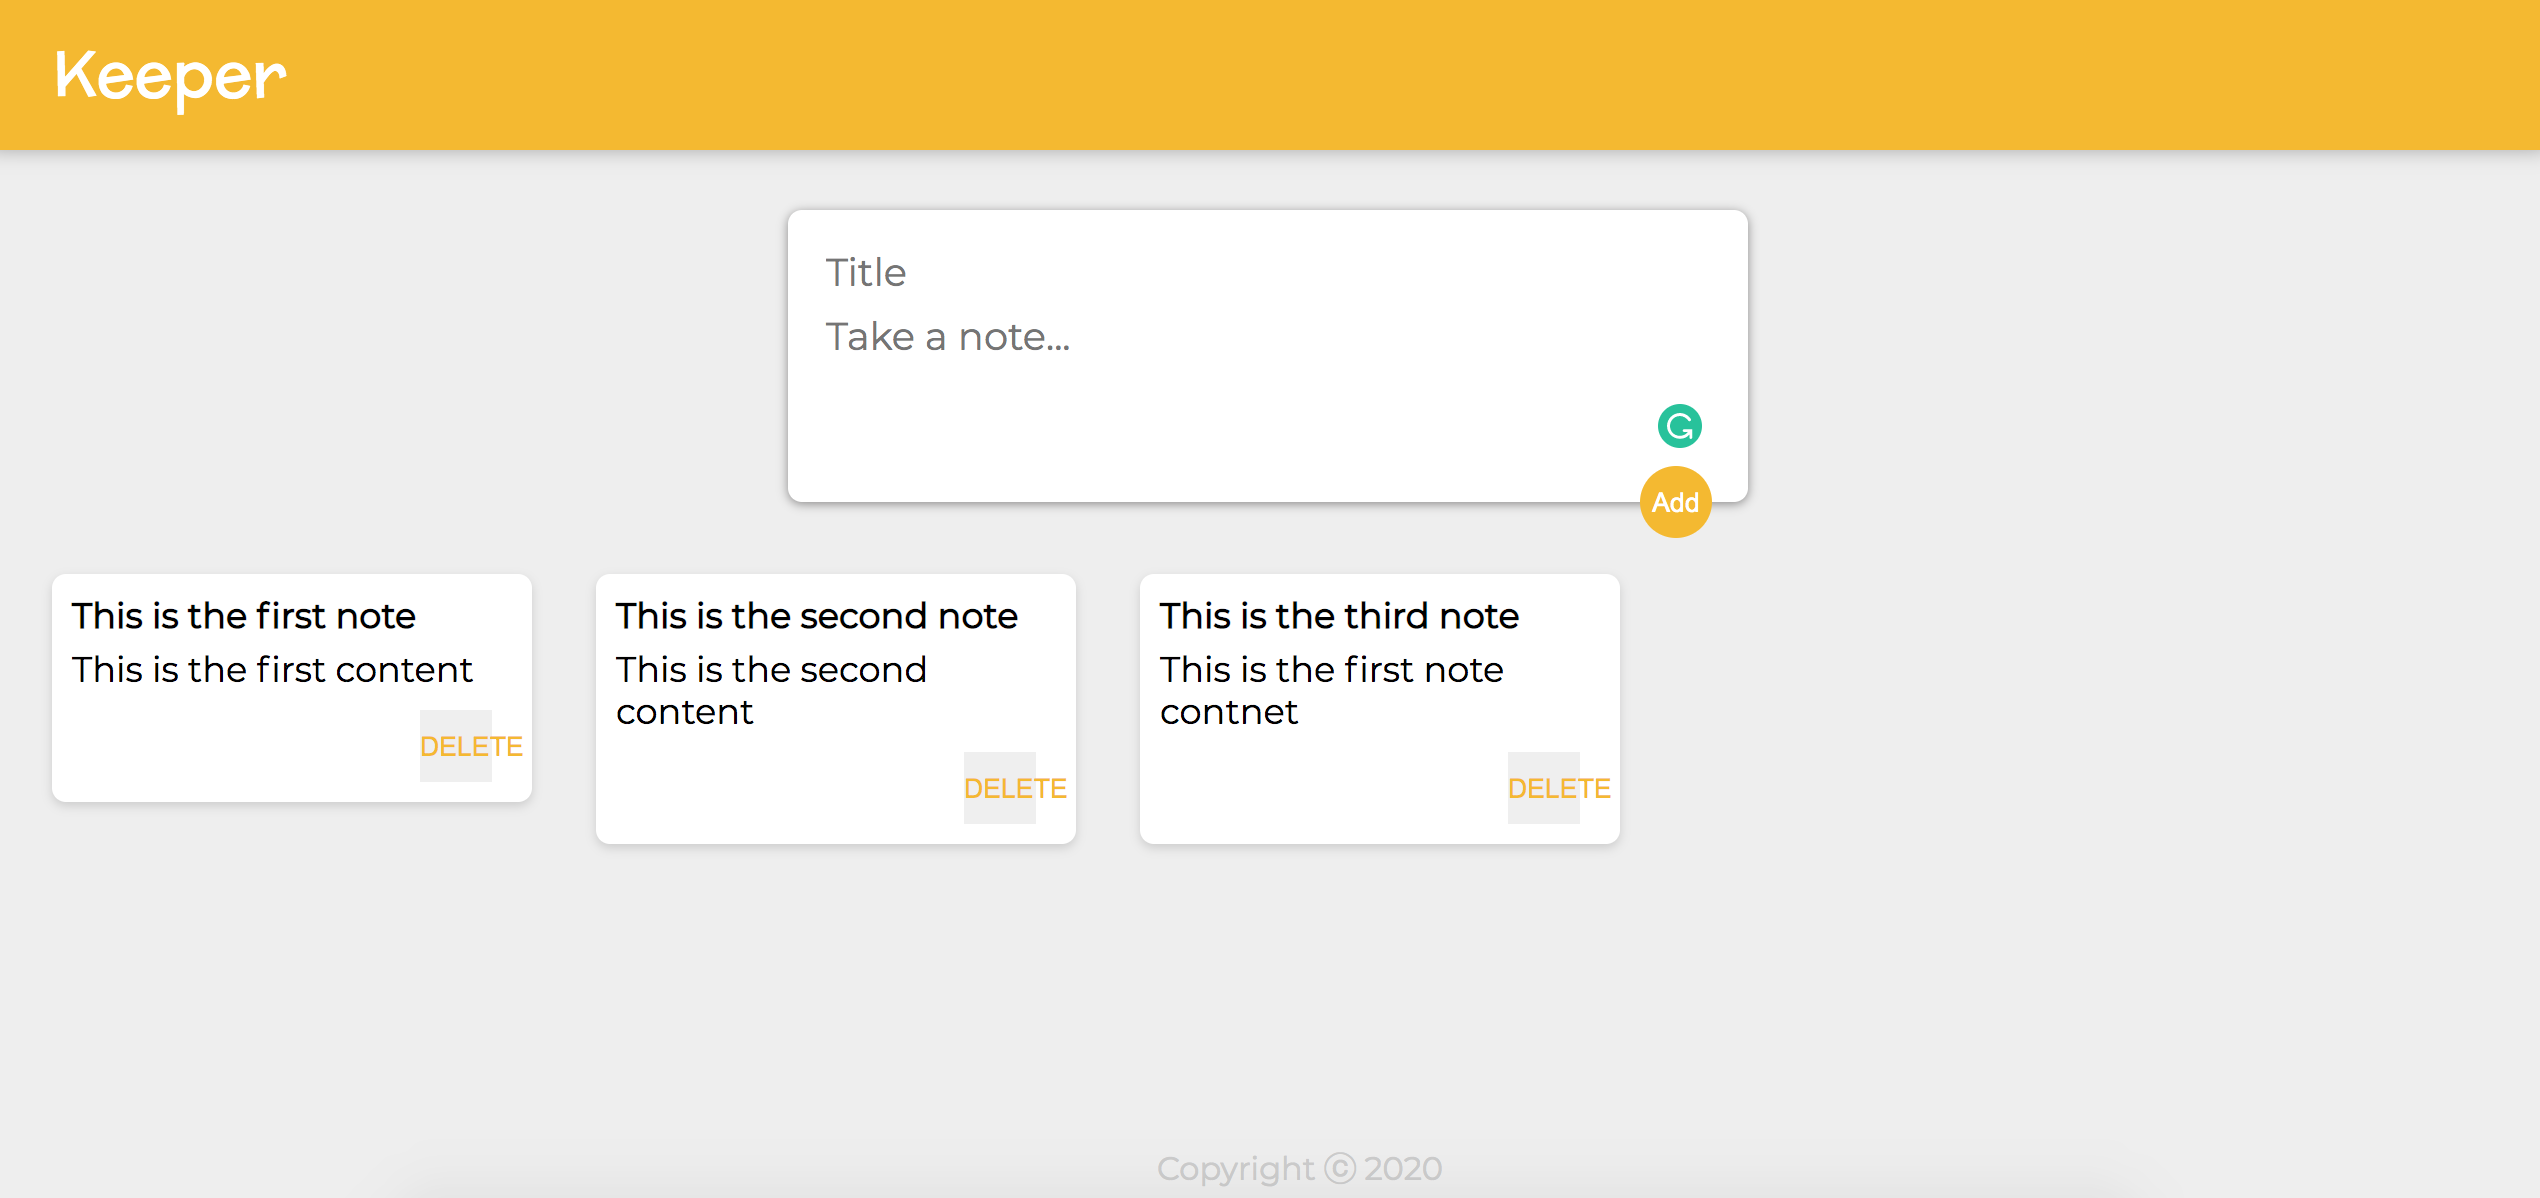 Keeper
Title
Take a note...
Add
This is the first note
This is the first content
DELETE
This is the second note
This is the second
content
DELETE
This is the third note
This is the first note
contnet
DELETE
Copyright ⓒ 2020